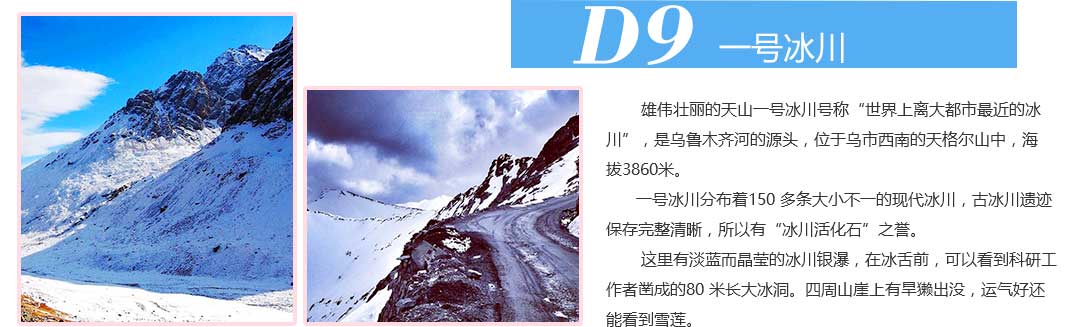 D9 一号冰川
雄伟壮丽的天山一号冰川号称“世界上离大都市最近的冰
川”，是乌鲁木齐河的源头，位于乌市西南的天格尔山中，海
拔3860米。
一号冰川分布着150 多条大小不一的现代冰川，古冰川遗迹
保存完整清晰，所以有“冰川活化石”之誉。
这里有淡蓝而晶莹的冰川银瀑，在冰舌前，可以看到科研工
作者凿成的80 米长大冰洞。四周山崖上有旱獭出没，运气好还
能看到雪莲。